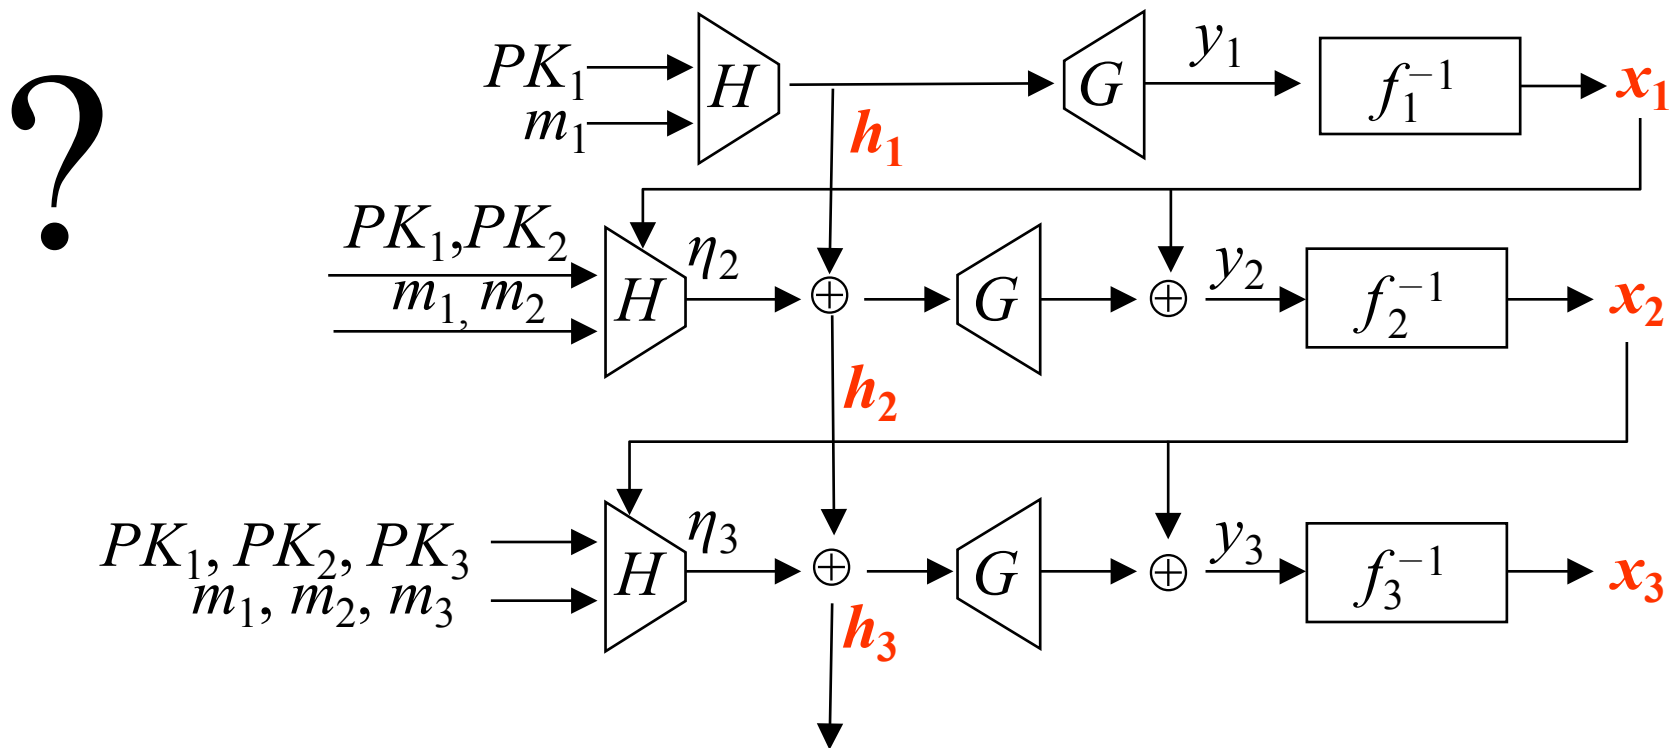 ?
PK₁
m₁
H
G
y₁
f₁⁻¹
x₁
h₁
PK₁,PK₂
m₁, m₂
H
η₂
⊕
G
⊕
y₂
f₂⁻¹
x₂
h₂
PK₁, PK₂, PK₃
m₁, m₂, m₃
H
η₃
⊕
G
⊕
y₃
f₃⁻¹
x₃
h₃